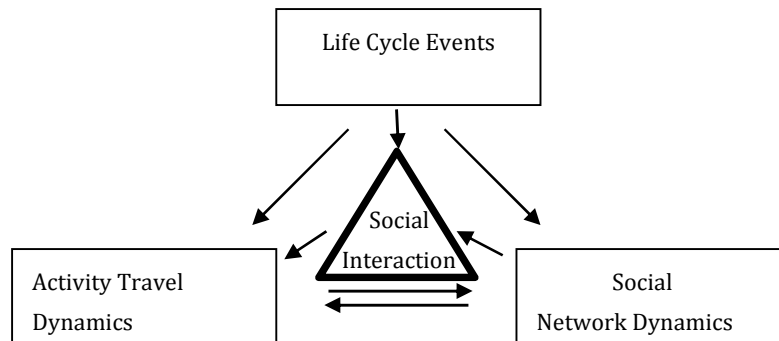 Life Cycle Events
Social
Interaction
Activity Travel
Dynamics
Social
Network Dynamics